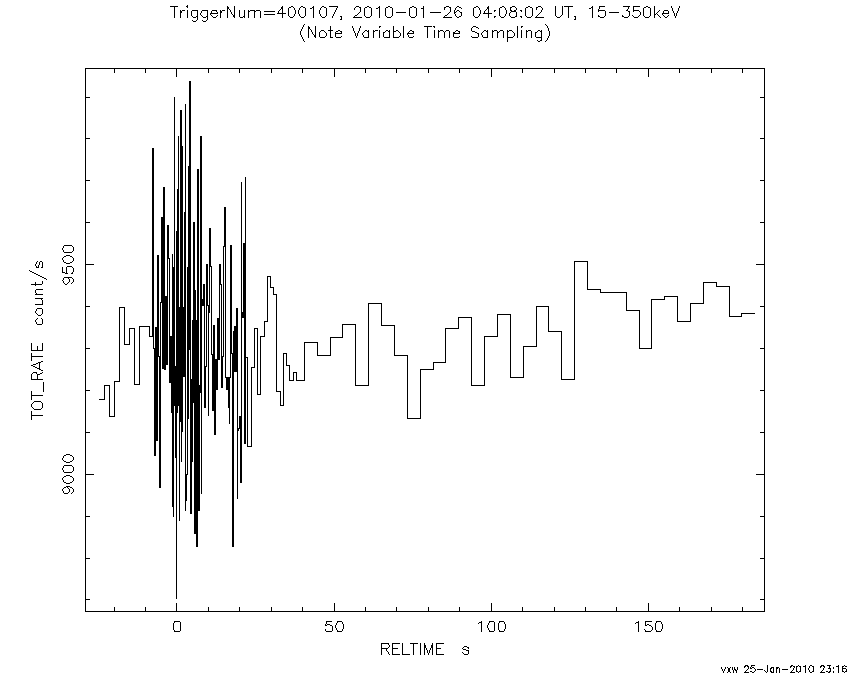 TriggerNum=400107, 2010-01-26 04:08:02 UT, 15-350keV
(Note Variable Time Sampling)
TOT_RATE count/s
9500
9000
0 50 100 150
RELTIME s
vxw 25-Jan-2010 23:16